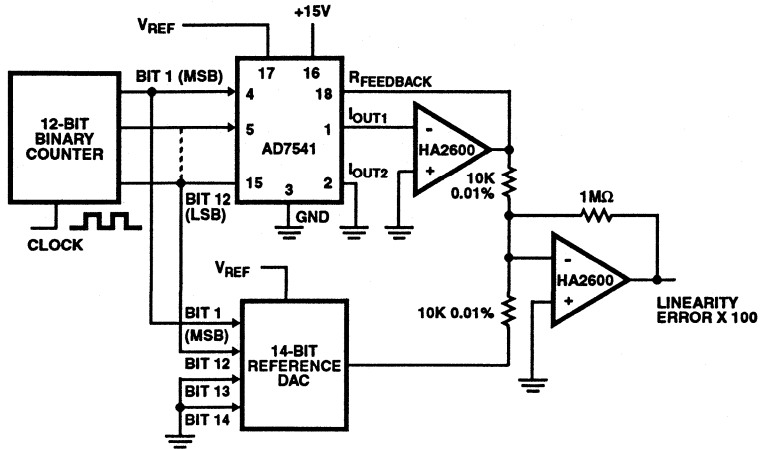 +15V
VREF
BIT 1 (MSB)
17
16
4
18
RFEEDBACK
12-BIT
BINARY
COUNTER
5
1
IOUT1
AD7541
-
HA2600
+
15
3
2
IOUT2
BIT 12
(LSB)
GND
10K
0.01%
1MΩ
CLOCK
VREF
-
HA2600
+
LINEARITY
ERROR X 100
10K 0.01%
BIT 1
(MSB)
BIT 12
BIT 13
BIT 14
14-BIT
REFERENCE
DAC